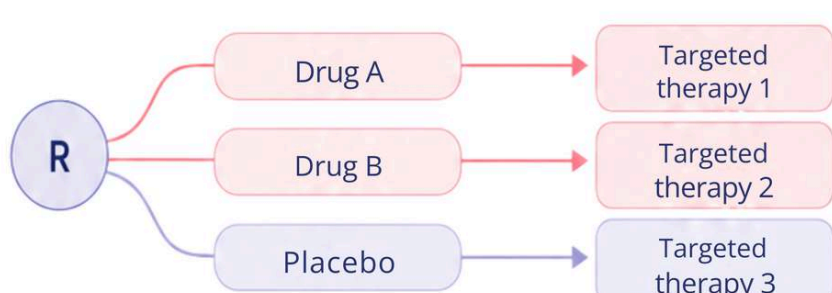 R
Drug A
Targeted
therapy 1
Drug B
Targeted
therapy 2
Placebo
Targeted
therapy 3